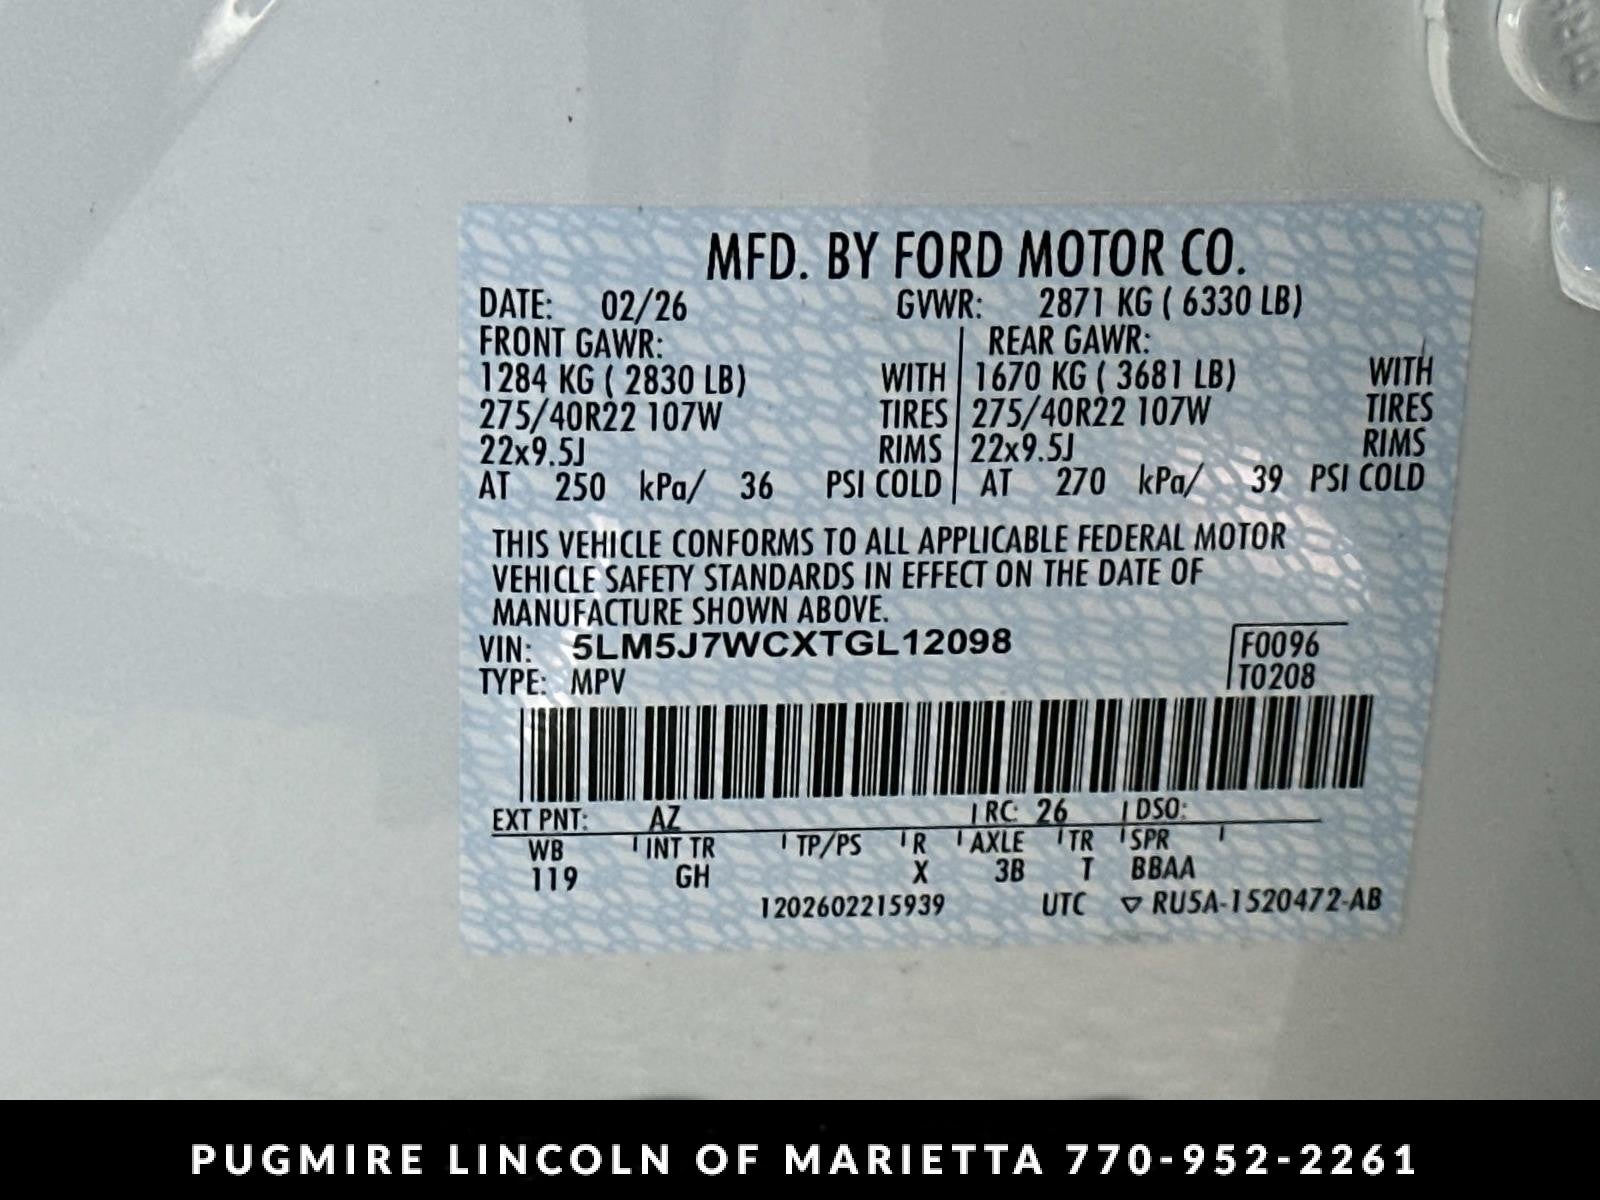 MFD. BY FORD MOTOR CO.
DATE: 02/26 GVWR: 2871 KG ( 6330 LB)
FRONT GAWR: REAR GAWR:
1284 KG ( 2830 LB) WITH 1670 KG ( 3681 LB) WITH
275/40R22 107W TIRES 275/40R22 107W TIRES
22x9.5J RIMS 22x9.5J RIMS
AT 250 kPa/ 36 PSI COLD AT 270 kPa/ 39 PSI COLD
THIS VEHICLE CONFORMS TO ALL APPLICABLE FEDERAL MOTOR
VEHICLE SAFETY STANDARDS IN EFFECT ON THE DATE OF
MANUFACTURE SHOWN ABOVE.
VIN: 5LM5J7WCXTGL12098 F0096
TYPE: MPV T0208
EXT PNT: AZ RC: 26 DSO:
WB INT TR TP/PS R AXLE TR SPR
119 GH X 3B T BBAA
1202602215939 UTC ▽ RU5A-1520472-AB
PUGMIRE LINCOLN OF MARIETTA 770-952-2261